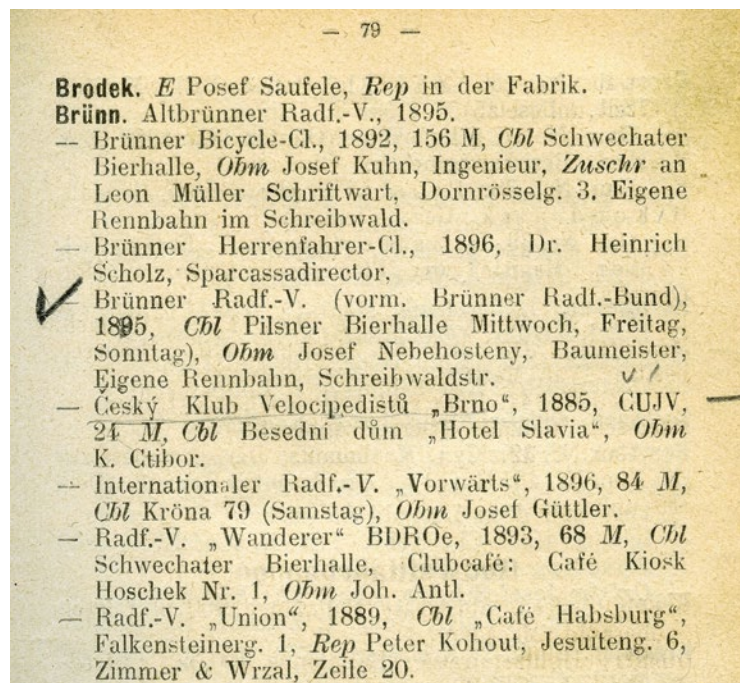 — 79 —
Brodek. E Posef Saufele, Rep in der Fabrik.
Brünn. Altbrünner Radf.-V., 1895.
— Brünner Bicycle-Cl., 1892, 156 M, Cbl Schwechater
Bierhalle, Obm Josef Kuhn, Ingenieur, Zuschr an
Leon Müller Schriftwart, Dornrösselg. 3. Eigene
Rennbahn im Schreibwald.
— Brünner Herrenfahrer-Cl., 1896, Dr. Heinrich
Scholz, Sparcassadirector.
— Brünner Radf.-V. (vorm. Brünner Radf.-Bund),
1895, Cbl Pilsner Bierhalle Mittwoch, Freitag,
Sonntag), Obm Josef Nebehosteny, Baumeister,
Eigene Rennbahn, Schreibwaldstr.
— Český Klub Velocipedistů „Brno“, 1885, CUJV,
24 M, Cbl Besedni dům „Hotel Slavia“, Obm
K. Ctibor.
— Internationaler Radf.-V. „Vorwärts“, 1896, 84 M,
Cbl Kröna 79 (Samstag), Obm Josef Güttler.
— Radf.-V. „Wanderer“ BDROe, 1893, 68 M, Cbl
Schwechater Bierhalle, Clubcafé: Café Kiosk
Hoschek Nr. 1, Obm Joh. Antl.
— Radf.-V. „Union“, 1889, Cbl „Café Habsburg“,
Falkensteinerg. 1, Rep Peter Kohout, Jesuiteng. 6,
Zimmer & Wrzal, Zeile 20.